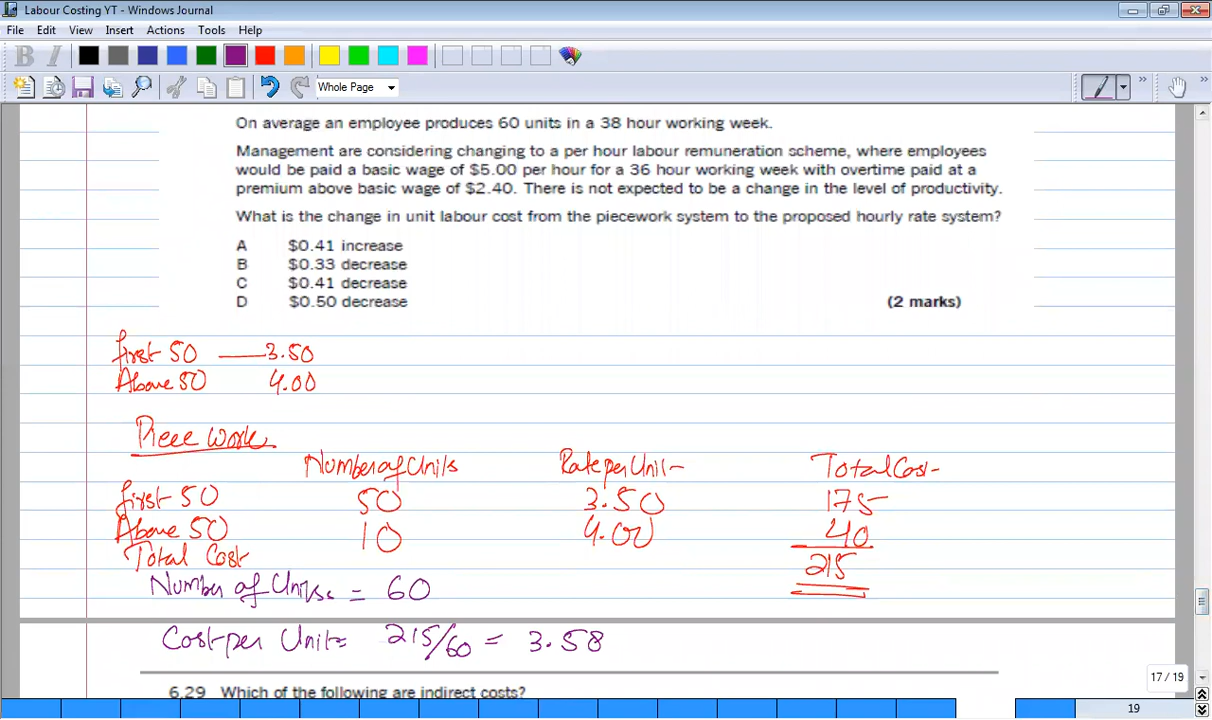 Labour Costing YT - Windows Journal
File Edit View Insert Actions Tools Help
B I
Whole Page
On average an employee produces 60 units in a 38 hour working week.
Management are considering changing to a per hour labour remuneration scheme, where employees
would be paid a basic wage of $5.00 per hour for a 36 hour working week with overtime paid at a
premium above basic wage of $2.40. There is not expected to be a change in the level of productivity.
What is the change in unit labour cost from the piecework system to the proposed hourly rate system?
A $0.41 increase
B $0.33 decrease
C $0.41 decrease
D $0.50 decrease (2 marks)
first 50 — 3.50
Above 50 4.00
Piece Work
Number of Units Rate per Unit Total Cost
first 50 50 3.50 175
Above 50 10 4.00 40
Total Cost 215
Number of Units = 60
Cost per Unit = 215/60 = 3.58
6.29 Which of the following are indirect costs?
17 / 19
19